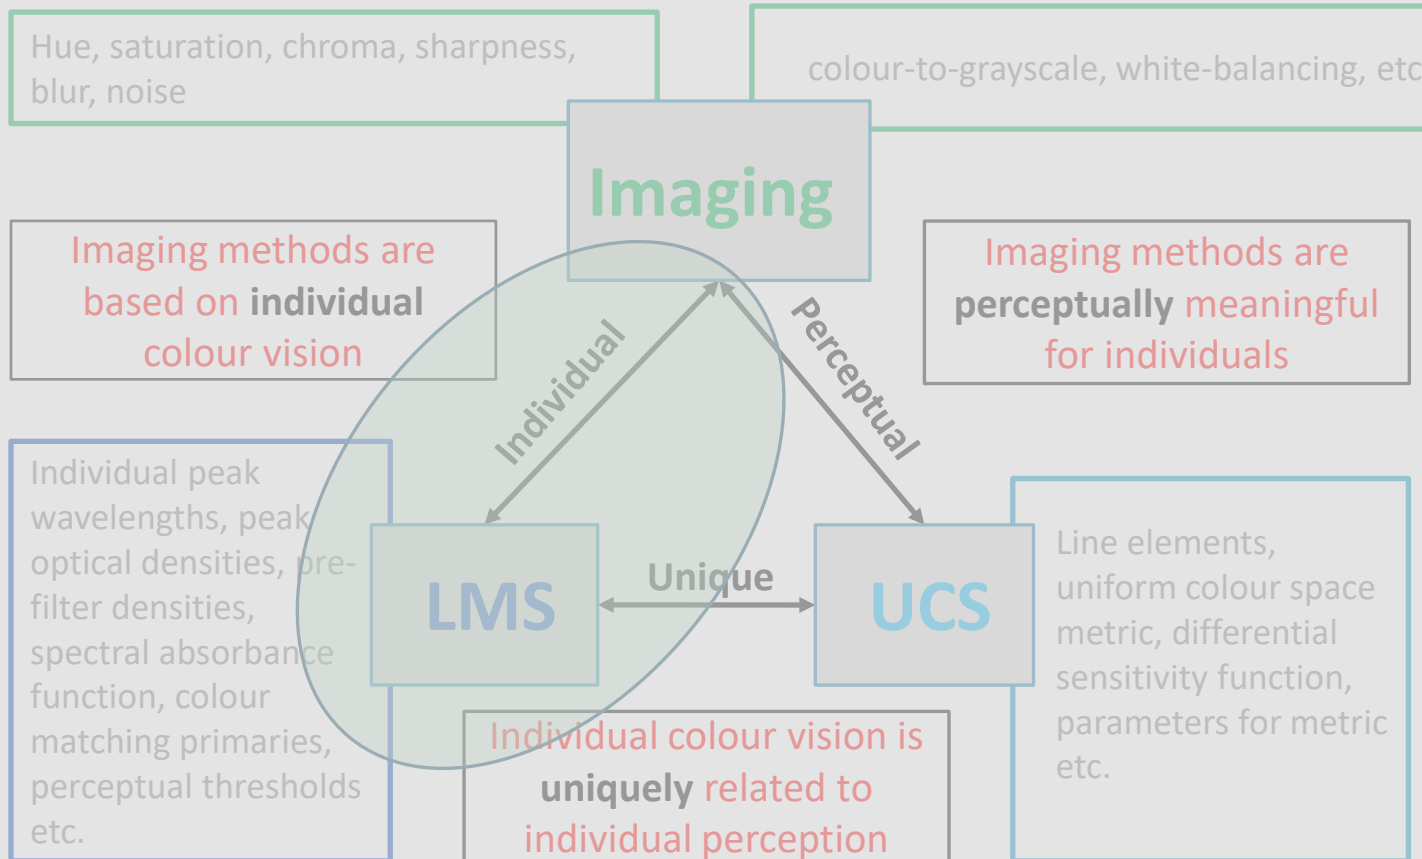 Hue, saturation, chroma, sharpness,
blur, noise
colour-to-grayscale, white-balancing, etc
Imaging
Imaging methods are
based on individual
colour vision
Imaging methods are
perceptually meaningful
for individuals
Individual
Perceptual
Individual peak
wavelengths, peak
optical densities, pre-
filter densities,
spectral absorbance
function, colour
matching primaries,
perceptual thresholds
etc.
LMS
Unique
UCS
Line elements,
uniform colour space
metric, differential
sensitivity function,
parameters for metric
etc.
Individual colour vision is
uniquely related to
individual perception